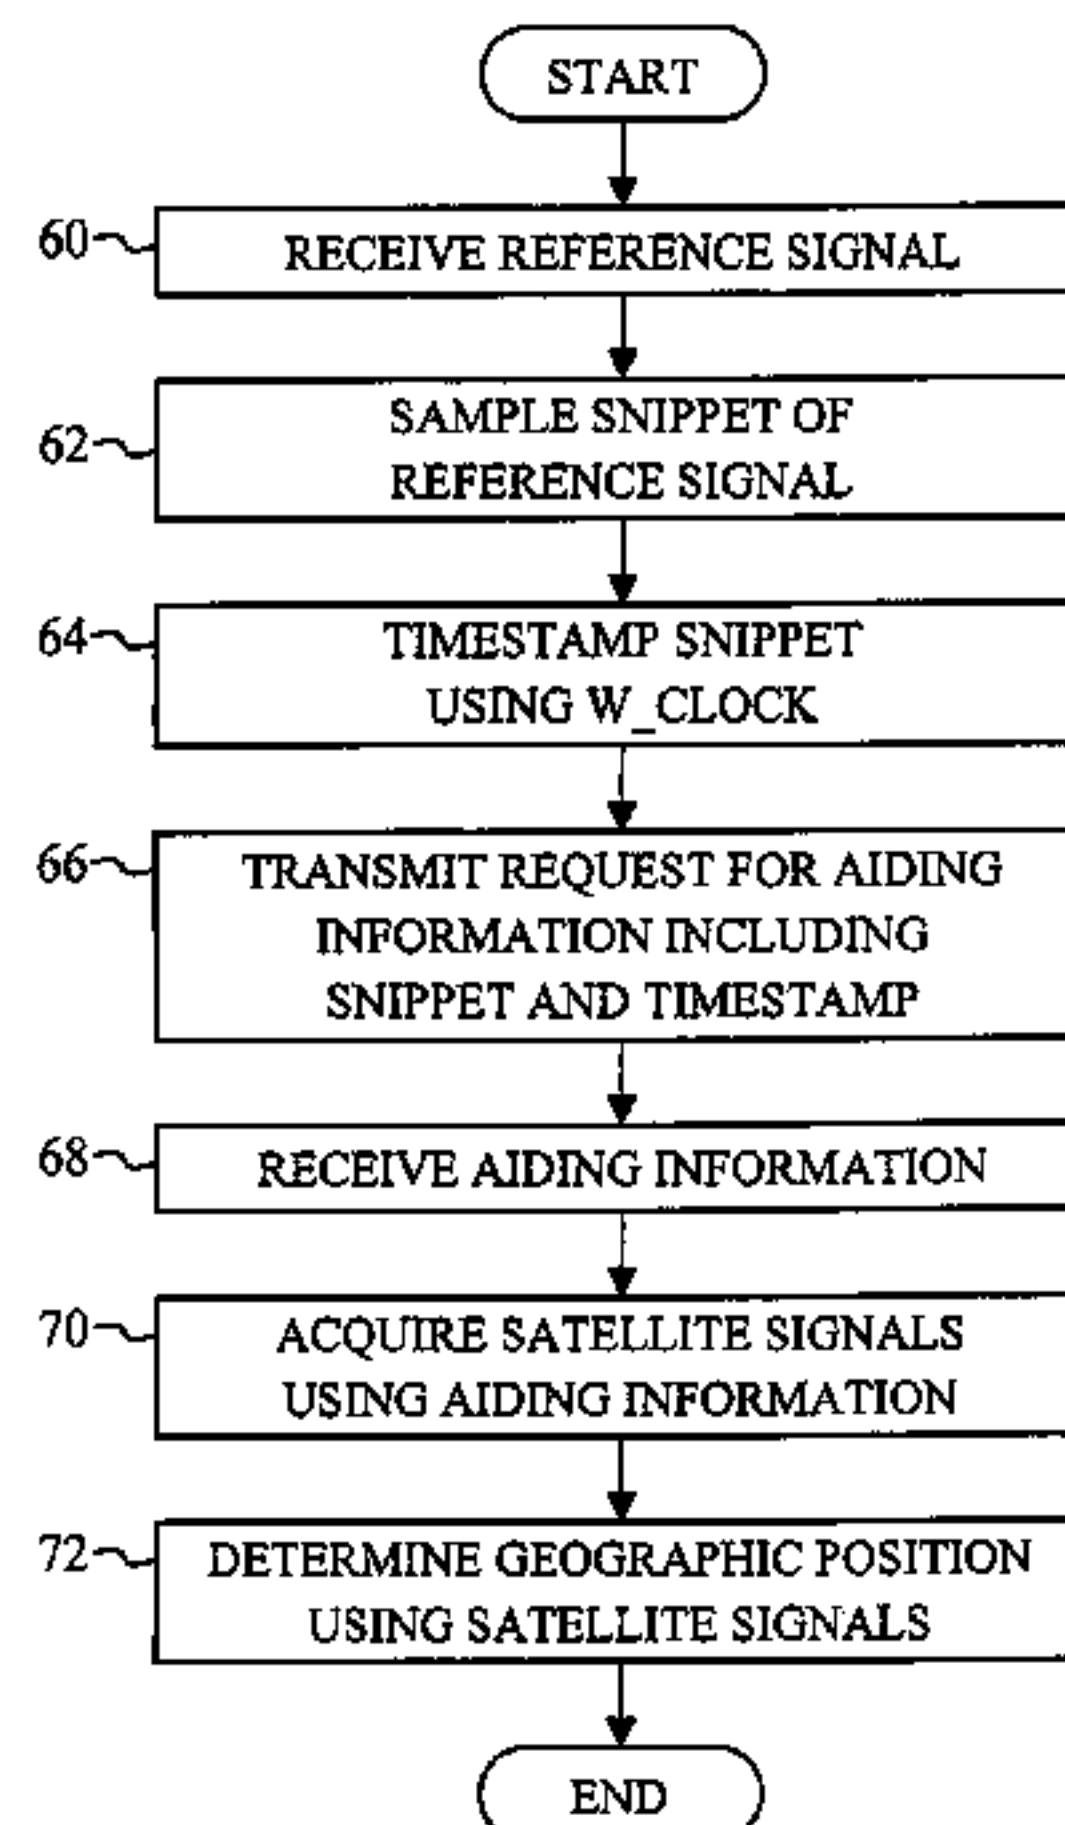 START
60
RECEIVE REFERENCE SIGNAL
62
SAMPLE SNIPPET OF
REFERENCE SIGNAL
64
TIMESTAMP SNIPPET
USING W_CLOCK
66
TRANSMIT REQUEST FOR AIDING
INFORMATION INCLUDING
SNIPPET AND TIMESTAMP
68
RECEIVE AIDING INFORMATION
70
ACQUIRE SATELLITE SIGNALS
USING AIDING INFORMATION
72
DETERMINE GEOGRAPHIC POSITION
USING SATELLITE SIGNALS
END